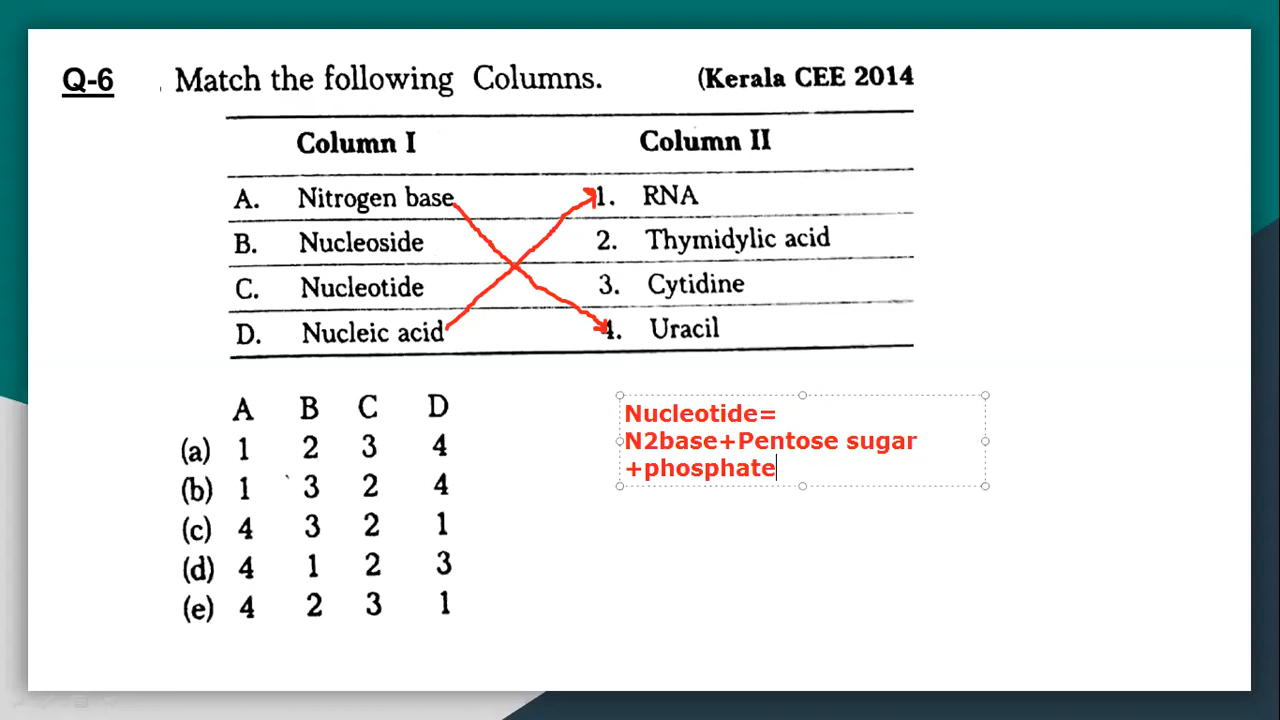 Q-6 Match the following Columns. (Kerala CEE 2014
Column I Column II
A. Nitrogen base 1. RNA
B. Nucleoside 2. Thymidylic acid
C. Nucleotide 3. Cytidine
D. Nucleic acid 4. Uracil
A B C D
(a) 1 2 3 4
(b) 1 3 2 4
(c) 4 3 2 1
(d) 4 1 2 3
(e) 4 2 3 1
Nucleotide=
N2base+Pentose sugar
+phosphate